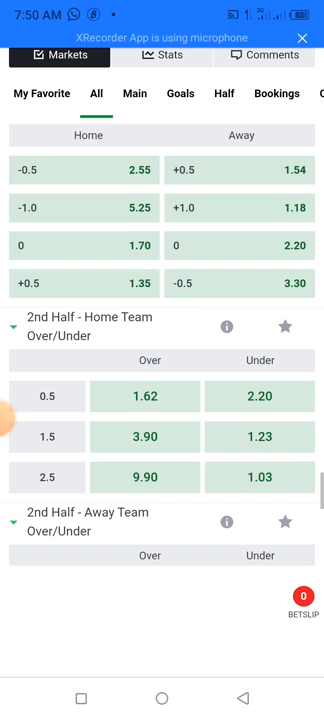 7:50 AM
3G
XRecorder App is using microphone
Markets Stats Comments
My Favorite All Main Goals Half Bookings
Home Away
-0.5 2.55 +0.5 1.54
-1.0 5.25 +1.0 1.18
0 1.70 0 2.20
+0.5 1.35 -0.5 3.30
2nd Half - Home Team
Over/Under
Over Under
0.5 1.62 2.20
1.5 3.90 1.23
2.5 9.90 1.03
2nd Half - Away Team
Over/Under
Over Under
0
BETSLIP